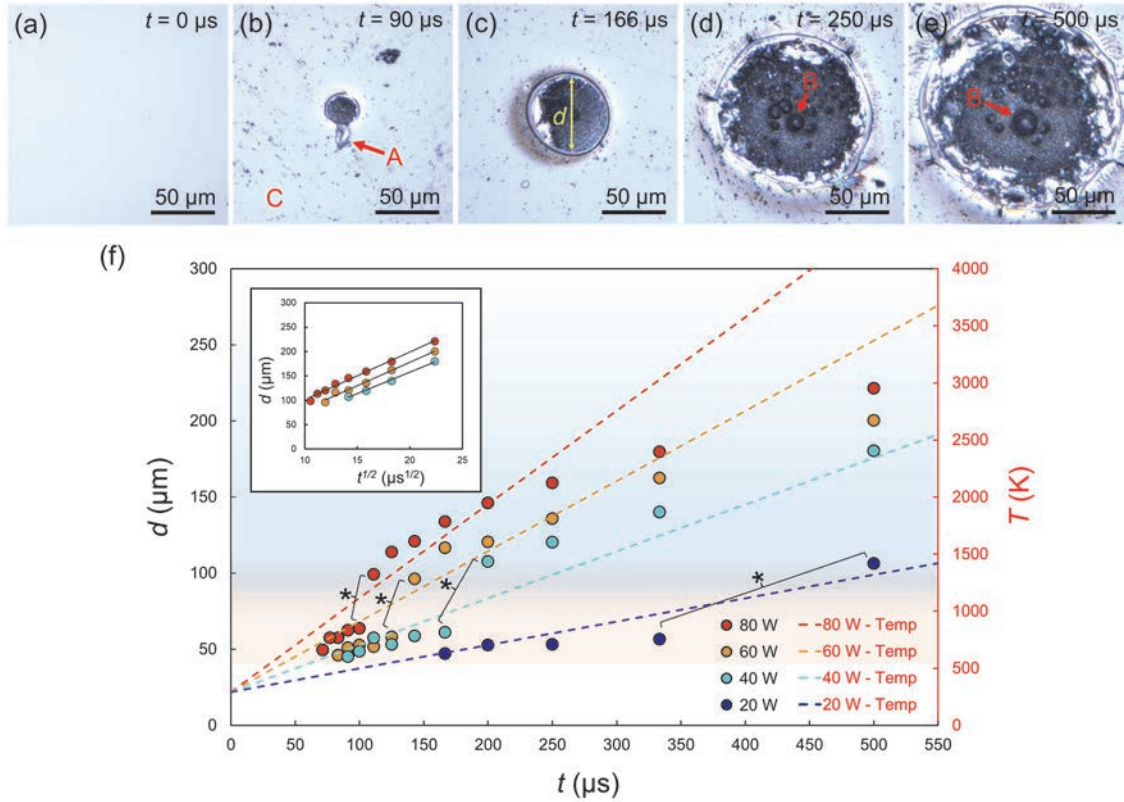 (a)
t = 0 µs
50 µm
(b)
t = 90 µs
A
C
50 µm
(c)
t = 166 µs
d
50 µm
(d)
t = 250 µs
B
50 µm
(e)
t = 500 µs
B
50 µm
(f)
300
250
200
150
100
50
0
d (µm)
4000
3500
3000
2500
2000
1500
1000
500
0
T (K)
300
250
200
150
100
50
0
d (µm)
10
15
20
25
t1/2 (µs1/2)
*
*
*
*
80 W
80 W - Temp
60 W
60 W - Temp
40 W
40 W - Temp
20 W
20 W - Temp
0
50
100
150
200
250
300
350
400
450
500
550
t (µs)